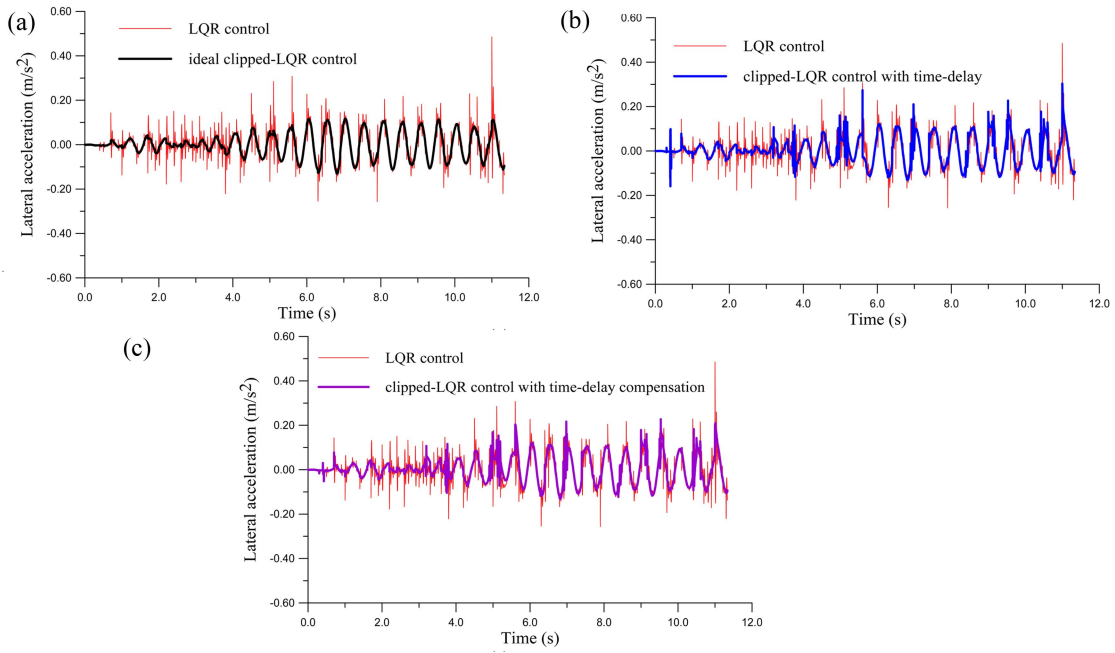 (a)
0.60
0.40
0.20
0.00
-0.20
-0.40
-0.60
Lateral acceleration (m/s²)
LQR control
ideal clipped-LQR control
0.0 2.0 4.0 6.0 8.0 10.0 12.0
Time (s)
(b)
0.60
0.40
0.20
0.00
-0.20
-0.40
-0.60
Lateral acceleration (m/s²)
LQR control
clipped-LQR control with time-delay
0.0 2.0 4.0 6.0 8.0 10.0 12.0
Time (s)
(c)
0.60
0.40
0.20
0.00
-0.20
-0.40
-0.60
Lateral acceleration (m/s²)
LQR control
clipped-LQR control with time-delay compensation
0.0 2.0 4.0 6.0 8.0 10.0 12.0
Time (s)